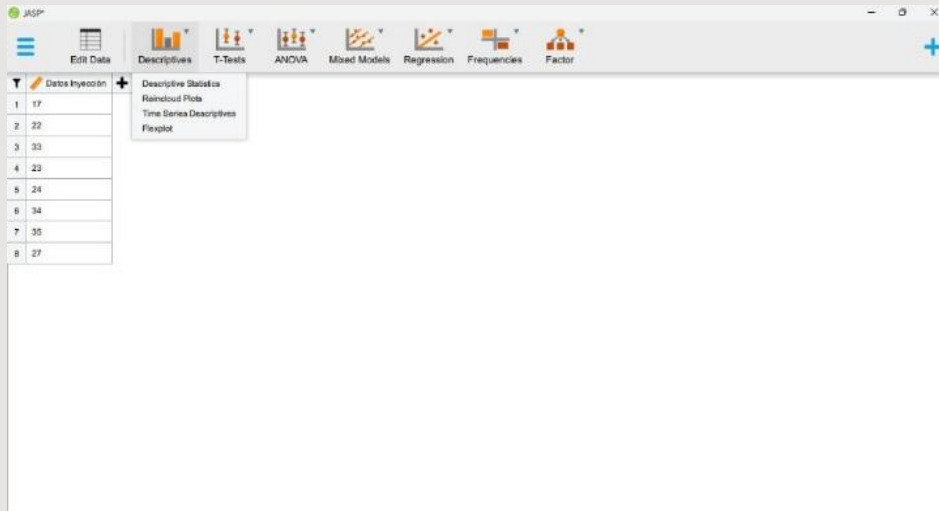 JASP*
Edit Data
Descriptives
T-Tests
ANOVA
Mixed Models
Regression
Frequencies
Factor
Datos Inyección
Descriptive Statistics
Raincloud Plots
Time Series Descriptives
Flexplot
1 17
2 22
3 33
4 23
5 24
6 34
7 35
8 27